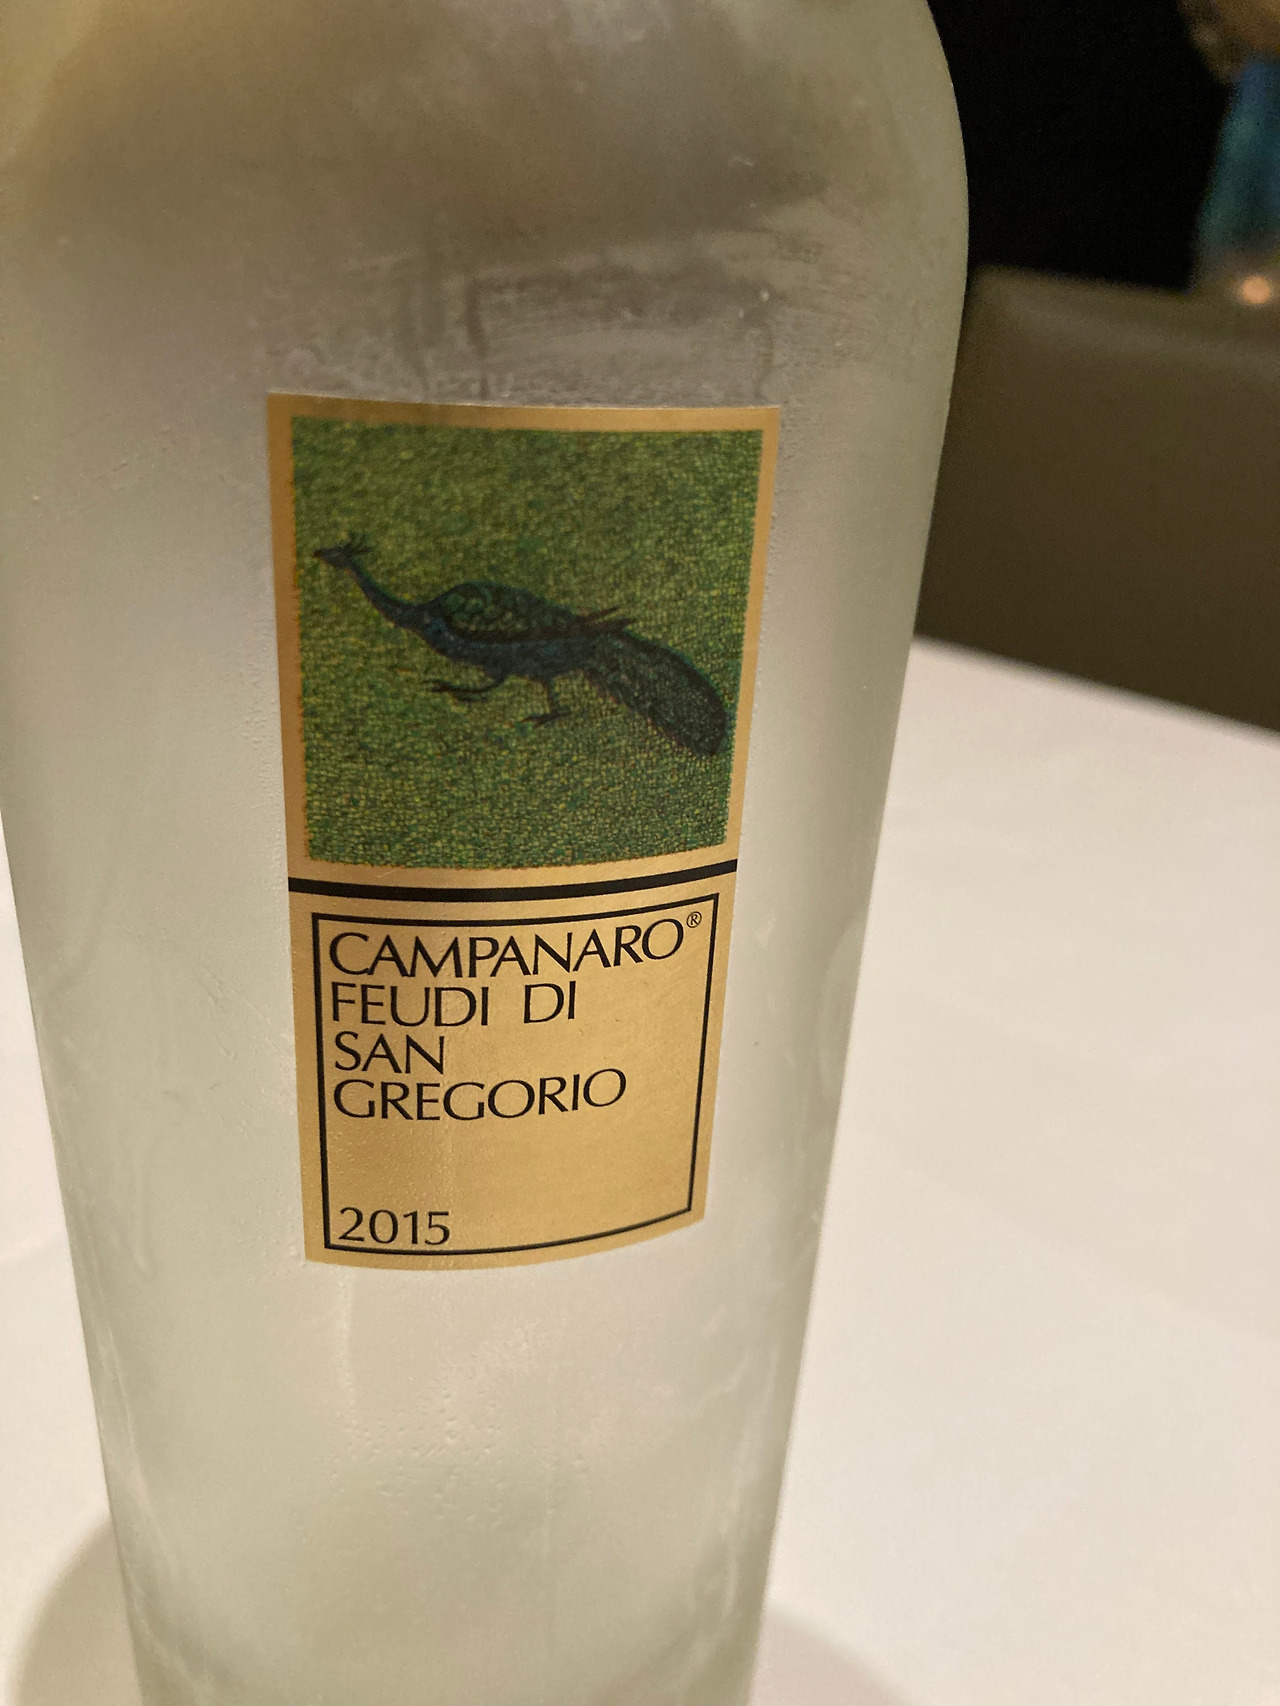 CAMPANARO®
FEUDI DI
SAN
GREGORIO
2015